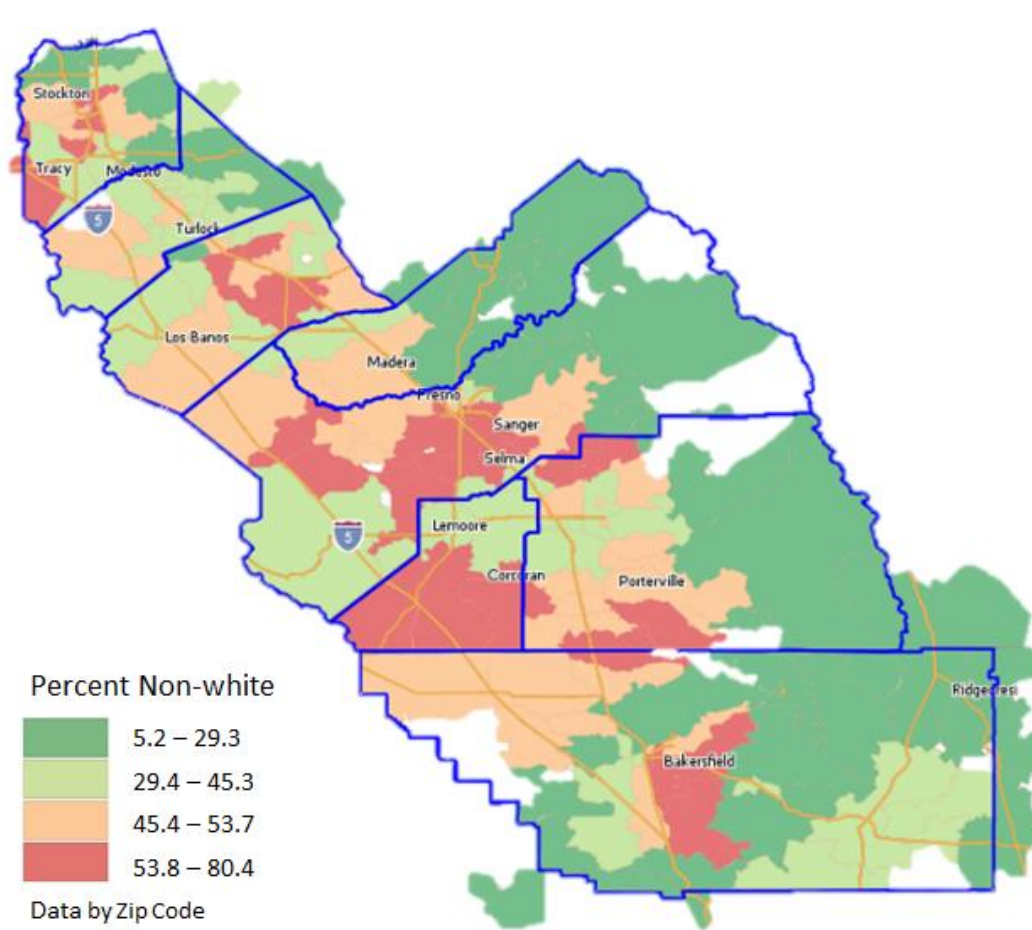 Stockton
Tracy
Modesto
5
Turlock
Los Banos
Madera
Fresno
Sanger
Selma
5
Lemoore
Corcoran
Porterville
Ridgecresi
Bakersfield
Percent Non-white
5.2 – 29.3
29.4 – 45.3
45.4 – 53.7
53.8 – 80.4
Data by Zip Code